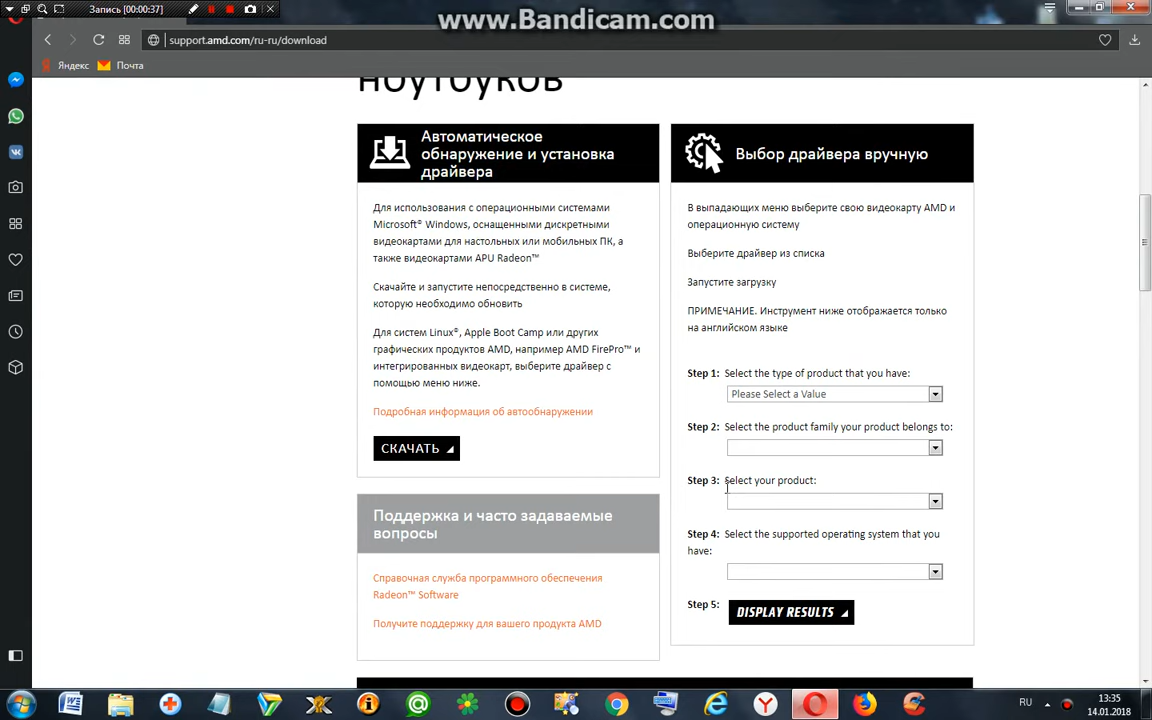 Запись [00:00:37]
www.Bandicam.com
support.amd.com/ru-ru/download
Яндекс
Почта
ноутбуков
Автоматическое
обнаружение и установка
драйвера
Для использования с операционными системами
Microsoft® Windows, оснащенными дискретными
видеокартами для настольных или мобильных ПК, а
также видеокартами APU Radeon™
Скачайте и запустите непосредственно в системе,
которую необходимо обновить
Для систем Linux®, Apple Boot Camp или других
графических продуктов AMD, например AMD FirePro™ и
интегрированных видеокарт, выберите драйвер с
помощью меню ниже.
Подробная информация об автообнаружении
СКАЧАТЬ
Поддержка и часто задаваемые
вопросы
Справочная служба программного обеспечения
Radeon™ Software
Получите поддержку для вашего продукта AMD
Выбор драйвера вручную
В выпадающих меню выберите свою видеокарту AMD и
операционную систему
Выберите драйвер из списка
Запустите загрузку
ПРИМЕЧАНИЕ. Инструмент ниже отображается только
на английском языке
Step 1: Select the type of product that you have:
Please Select a Value
Step 2: Select the product family your product belongs to:
Step 3: Select your product:
Step 4: Select the supported operating system that you
have:
Step 5:
DISPLAY RESULTS
RU
13:35
14.01.2018